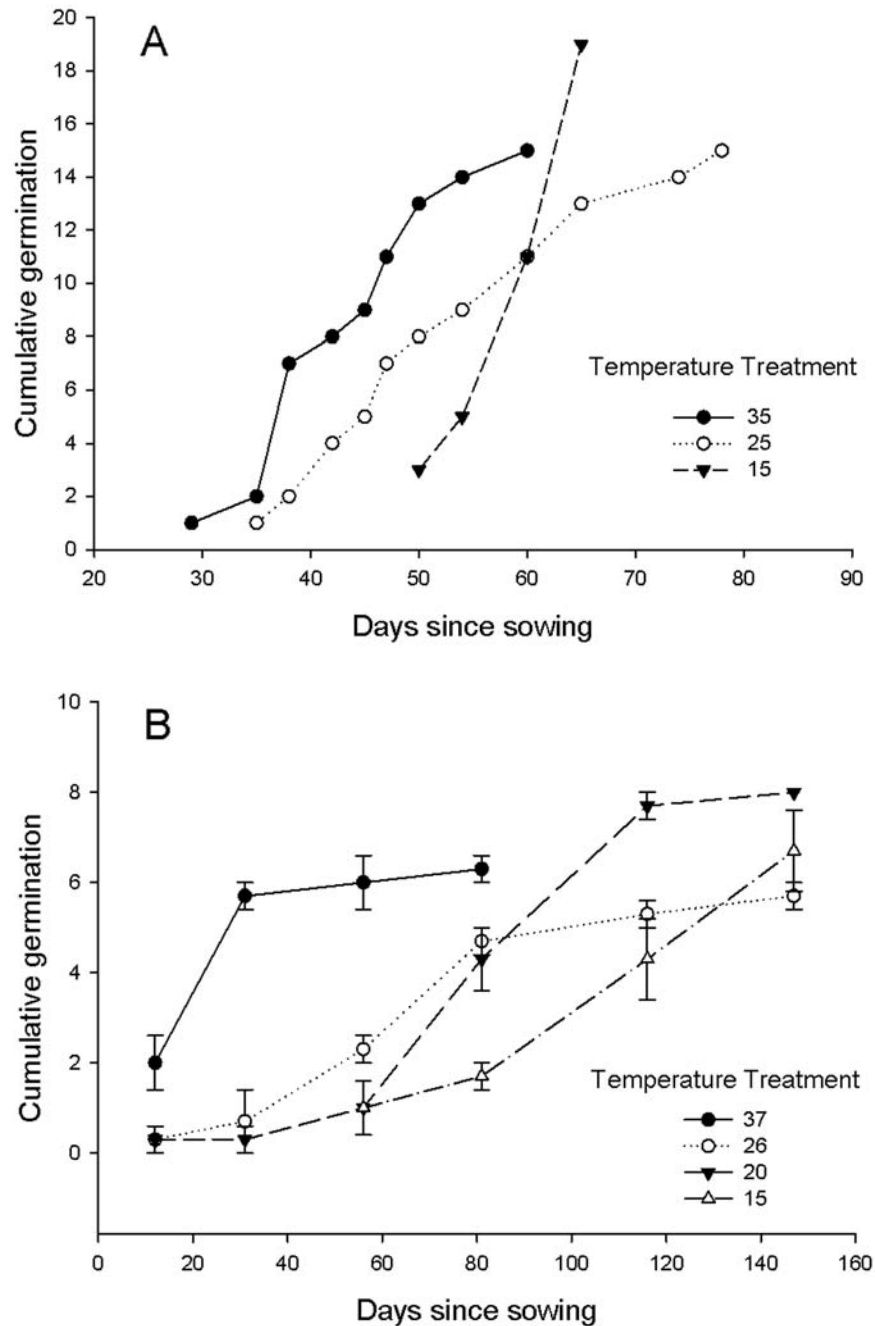 A
20
18
16
14
12
10
8
6
4
2
0
Cumulative germination
Temperature Treatment
35
25
15
20 30 40 50 60 70 80 90
Days since sowing
B
10
8
6
4
2
0
Cumulative germination
Temperature Treatment
37
26
20
15
0 20 40 60 80 100 120 140 160
Days since sowing